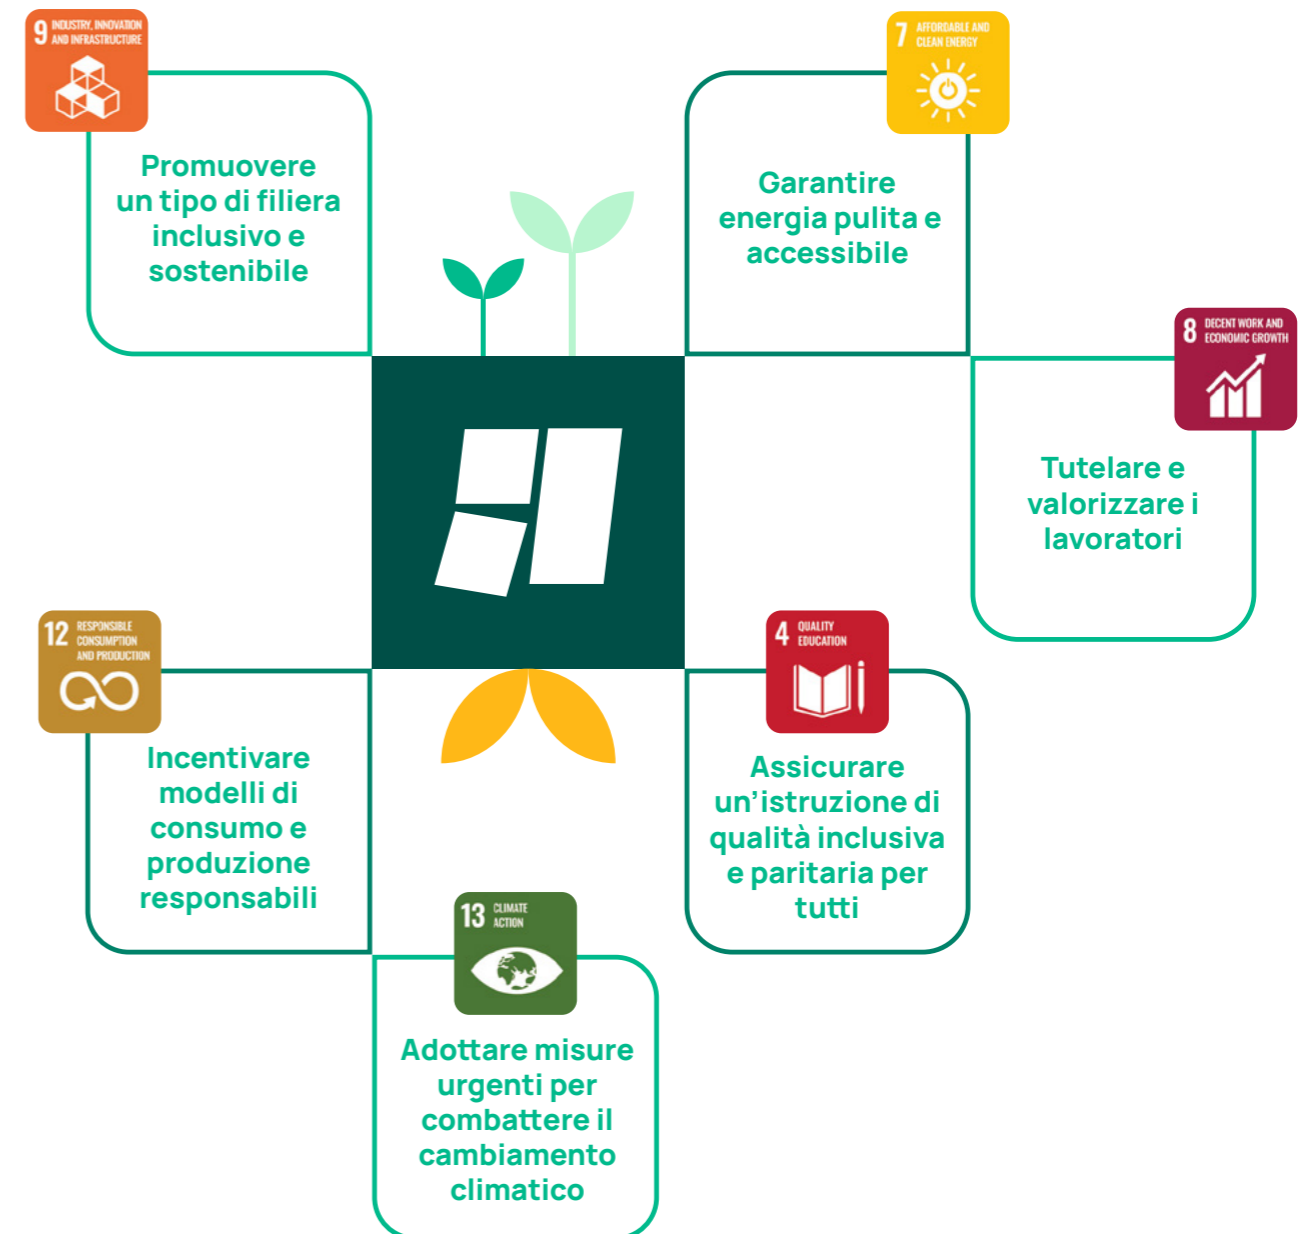 9 INDUSTRY, INNOVATION
AND INFRASTRUCTURE
Promuovere
un tipo di filiera
inclusivo e
sostenibile
7 AFFORDABLE AND
CLEAN ENERGY
Garantire
energia pulita e
accessibile
8 DECENT WORK AND
ECONOMIC GROWTH
Tutelare e
valorizzare i
lavoratori
12 RESPONSIBLE
CONSUMPTION
AND PRODUCTION
Incentivare
modelli di
consumo e
produzione
responsabili
4 QUALITY
EDUCATION
Assicurare
un’istruzione di
qualità inclusiva
e paritaria per
tutti
13 CLIMATE
ACTION
Adottare misure
urgenti per
combattere il
cambiamento
climatico